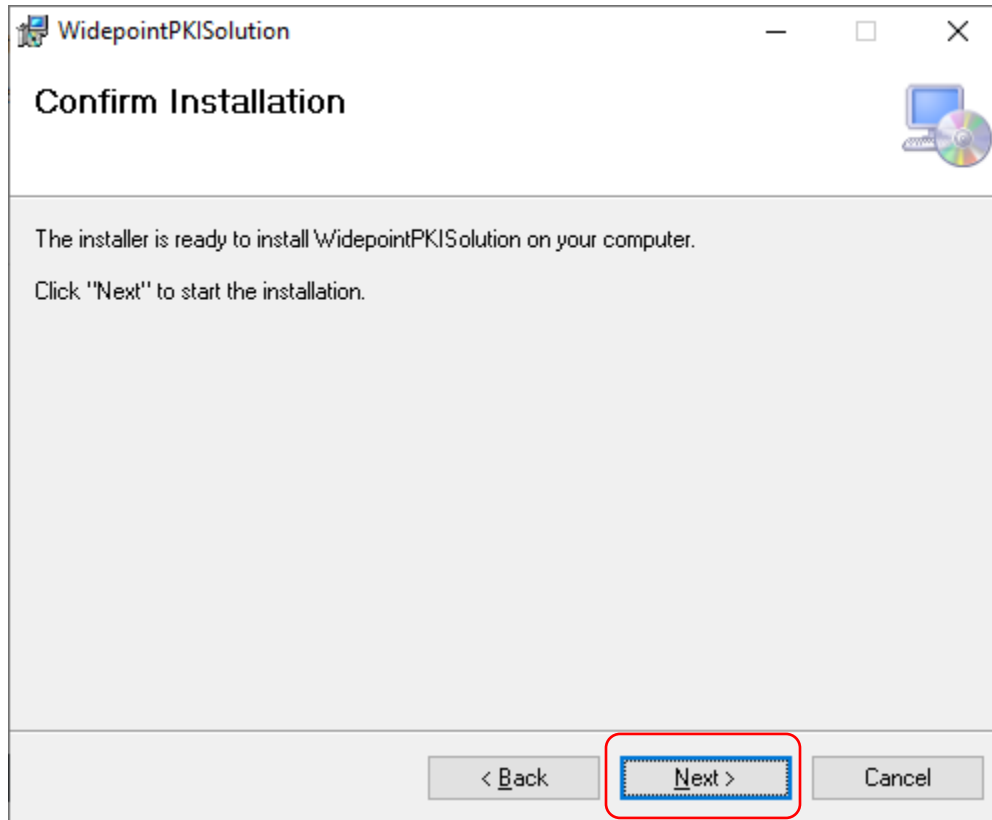 WidepointPKISolution
Confirm Installation
The installer is ready to install WidepointPKISolution on your computer.
Click "Next" to start the installation.
< Back
Next >
Cancel